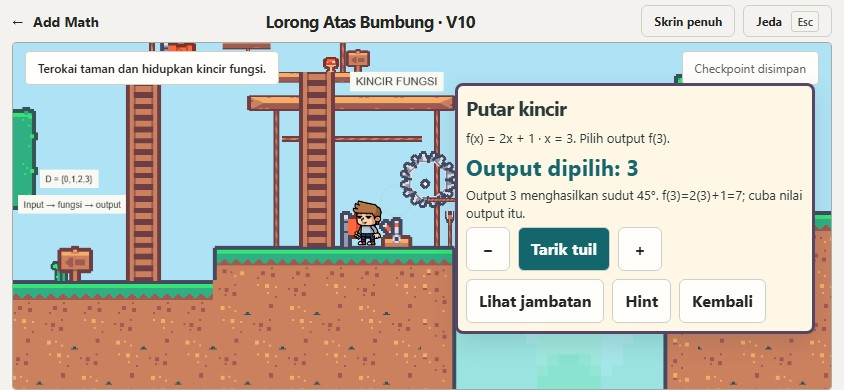 ← Add Math
Lorong Atas Bumbung · V10
Skrin penuh
Jeda Esc
Terokai taman dan hidupkan kincir fungsi.
Checkpoint disimpan
KINCIR FUNGSI
Putar kincir
f(x) = 2x + 1 · x = 3. Pilih output f(3).
Output dipilih: 3
Output 3 menghasilkan sudut 45°. f(3)=2(3)+1=7; cuba nilai
output itu.
D = {0,1,2,3}
Input → fungsi → output
− Tarik tuil +
Lihat jambatan Hint Kembali